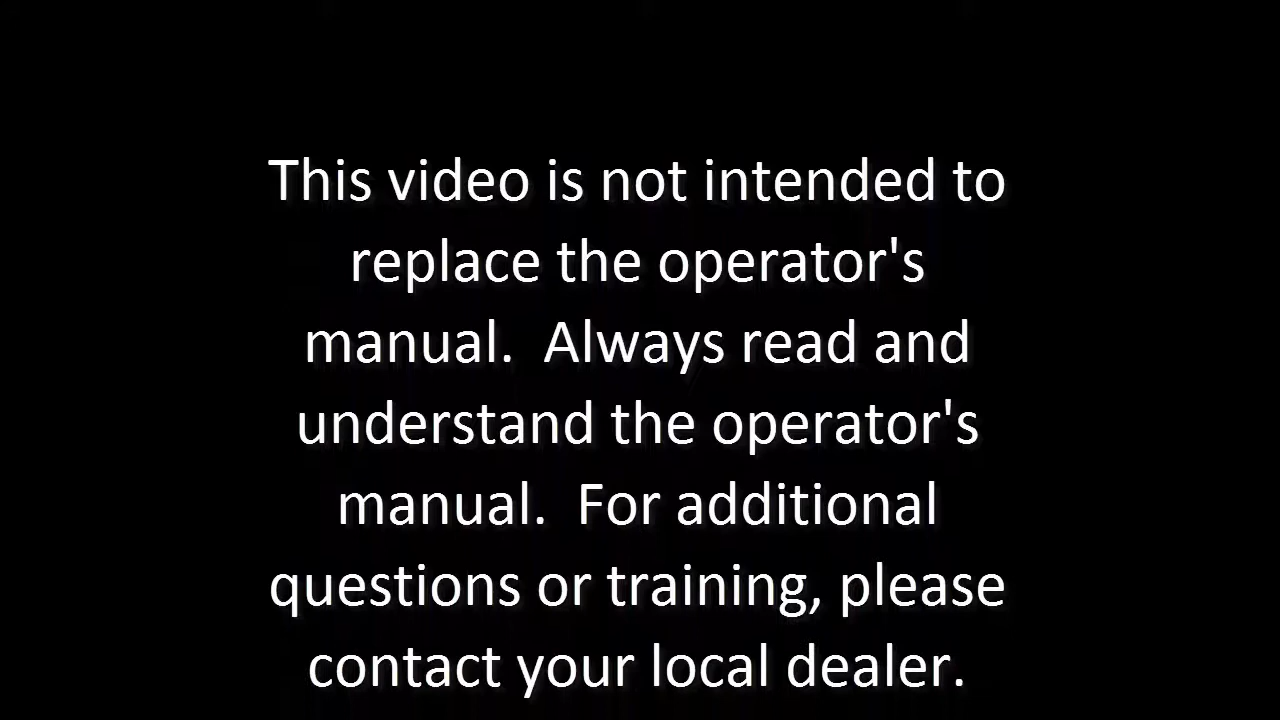 This video is not intended to
replace the operator's
manual.  Always read and
understand the operator's
manual.  For additional
questions or training, please
contact your local dealer.